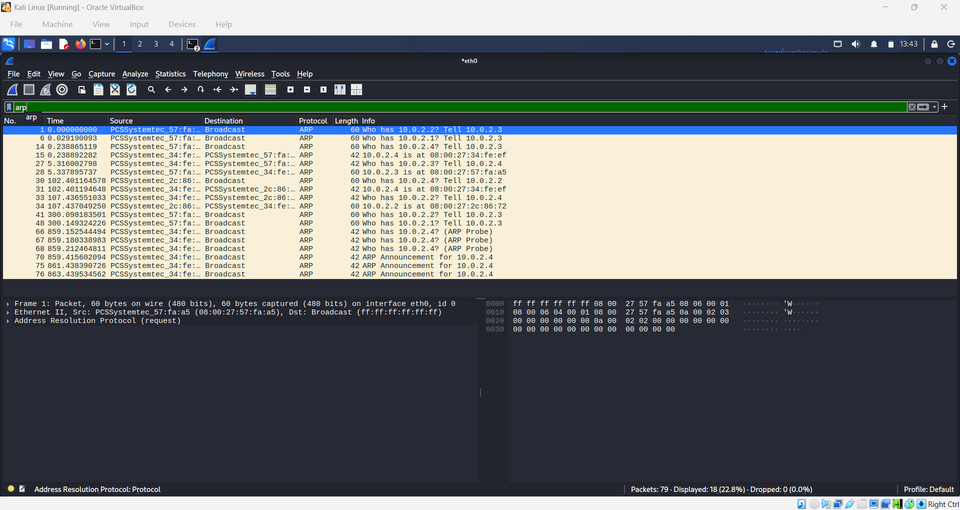 Kali Linux [Running] - Oracle VirtualBox
File Machine View Input Devices Help
1 2 3 4 13:43
*eth0
File Edit View Go Capture Analyze Statistics Telephony Wireless Tools Help
arp
arp
No. Time Source Destination Protocol Length Info
1 0.000000000 PCSSystemtec_57:fa:… Broadcast ARP 60 Who has 10.0.2.2? Tell 10.0.2.3
6 0.029190093 PCSSystemtec_57:fa:… Broadcast ARP 60 Who has 10.0.2.1? Tell 10.0.2.3
14 0.238865119 PCSSystemtec_57:fa:… Broadcast ARP 60 Who has 10.0.2.4? Tell 10.0.2.3
15 0.238892282 PCSSystemtec_34:fe:… PCSSystemtec_57:fa:… ARP 42 10.0.2.4 is at 08:00:27:34:fe:ef
27 5.316002798 PCSSystemtec_34:fe:… PCSSystemtec_57:fa:… ARP 42 Who has 10.0.2.3? Tell 10.0.2.4
28 5.337895737 PCSSystemtec_57:fa:… PCSSystemtec_34:fe:… ARP 60 10.0.2.3 is at 08:00:27:57:fa:a5
30 102.401164578 PCSSystemtec_2c:86:… Broadcast ARP 60 Who has 10.0.2.4? Tell 10.0.2.2
31 102.401194648 PCSSystemtec_34:fe:… PCSSystemtec_2c:86:… ARP 42 10.0.2.4 is at 08:00:27:34:fe:ef
33 107.436551033 PCSSystemtec_34:fe:… PCSSystemtec_2c:86:… ARP 42 Who has 10.0.2.2? Tell 10.0.2.4
34 107.437049250 PCSSystemtec_2c:86:… PCSSystemtec_34:fe:… ARP 60 10.0.2.2 is at 08:00:27:2c:86:72
41 300.098183501 PCSSystemtec_57:fa:… Broadcast ARP 60 Who has 10.0.2.2? Tell 10.0.2.3
48 300.149324226 PCSSystemtec_57:fa:… Broadcast ARP 60 Who has 10.0.2.1? Tell 10.0.2.3
66 859.152544494 PCSSystemtec_34:fe:… Broadcast ARP 42 Who has 10.0.2.4? (ARP Probe)
67 859.180338983 PCSSystemtec_34:fe:… Broadcast ARP 42 Who has 10.0.2.4? (ARP Probe)
68 859.212464811 PCSSystemtec_34:fe:… Broadcast ARP 42 Who has 10.0.2.4? (ARP Probe)
70 859.415602094 PCSSystemtec_34:fe:… Broadcast ARP 42 ARP Announcement for 10.0.2.4
75 861.438390726 PCSSystemtec_34:fe:… Broadcast ARP 42 ARP Announcement for 10.0.2.4
76 863.439534562 PCSSystemtec_34:fe:… Broadcast ARP 42 ARP Announcement for 10.0.2.4
Frame 1: Packet, 60 bytes on wire (480 bits), 60 bytes captured (480 bits) on interface eth0, id 0
Ethernet II, Src: PCSSystemtec_57:fa:a5 (08:00:27:57:fa:a5), Dst: Broadcast (ff:ff:ff:ff:ff:ff)
Address Resolution Protocol (request)
0000 ff ff ff ff ff ff 08 00 27 57 fa a5 08 06 00 01 ········ 'W······
0010 08 00 06 04 00 01 08 00 27 57 fa a5 0a 00 02 03 ········ 'W······
0020 00 00 00 00 00 00 0a 00 02 02 00 00 00 00 00 00 ········ ········
0030 00 00 00 00 00 00 00 00 00 00 00 00 ········ ····
Address Resolution Protocol: Protocol
Packets: 79 · Displayed: 18 (22.8%) · Dropped: 0 (0.0%)
Profile: Default
Right Ctrl